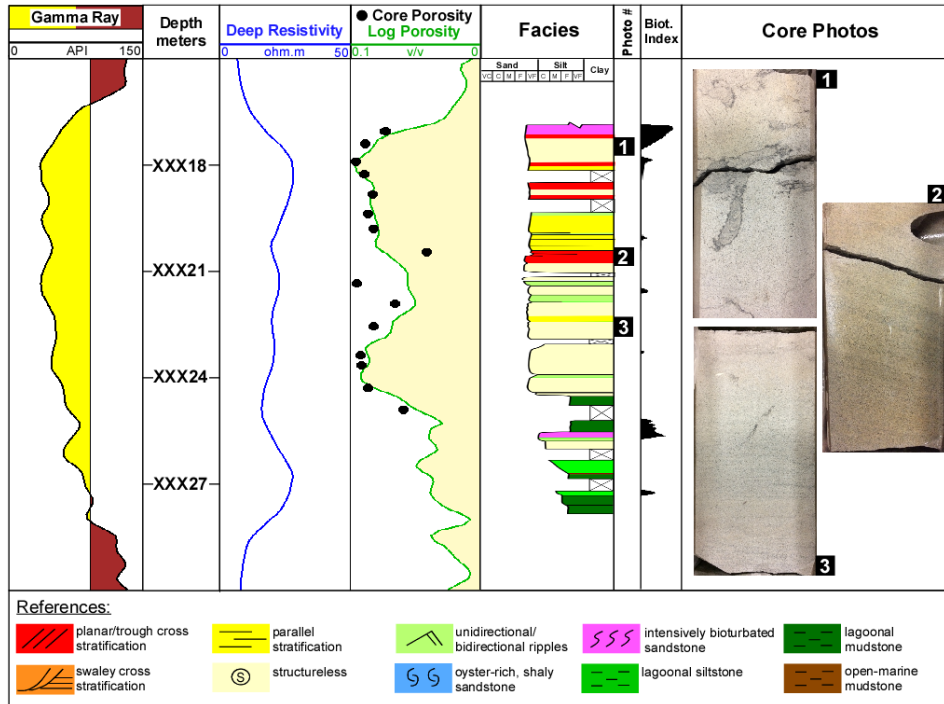 Gamma Ray
0 API 150
Depth
meters
Deep Resistivity
0 ohm.m 50
Core Porosity
Log Porosity
0.1 v/v 0
Facies
Sand Silt Clay
VC C M F VF C M F VF
Photo #
Biot.
Index
Core Photos
XXX18
XXX21
XXX24
XXX27
1
2
3
1
2
3
References:
planar/trough cross
stratification
parallel
stratification
unidirectional/
bidirectional ripples
intensively bioturbated
sandstone
lagoonal
mudstone
swaley cross
stratification
S structureless
oyster-rich, shaly
sandstone
lagoonal siltstone
open-marine
mudstone